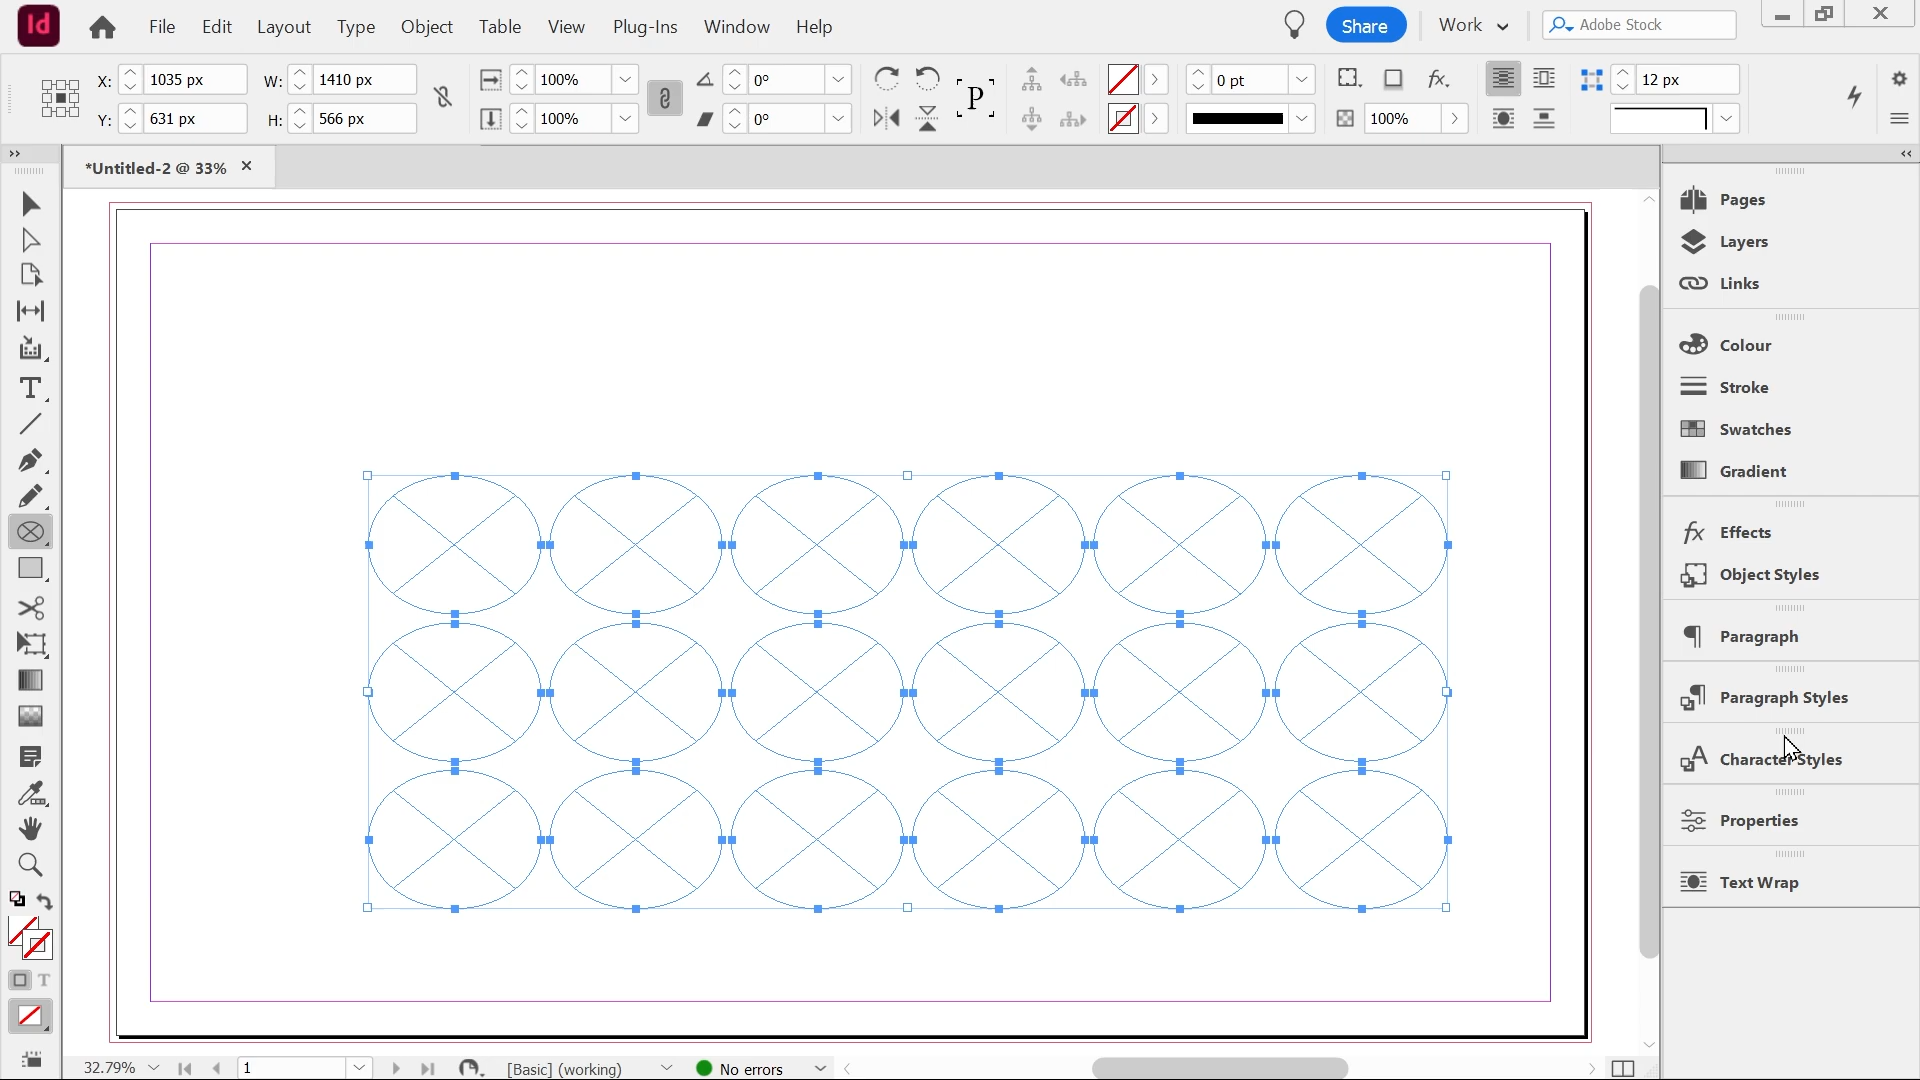 Id File Edit Layout Type Object Table View Plug-Ins Window Help Share Work Adobe Stock
X: 1035 px W: 1410 px 100% 0° P 0 pt fx. 12 px
Y: 631 px H: 566 px 100% 0° 100%
*Untitled-2 @ 33%
Pages
Layers
Links
Colour
Stroke
Swatches
Gradient
fx Effects
Object Styles
Paragraph
Paragraph Styles
Character Styles
Properties
Text Wrap
T
T
32.79% 1 [Basic] (working) No errors